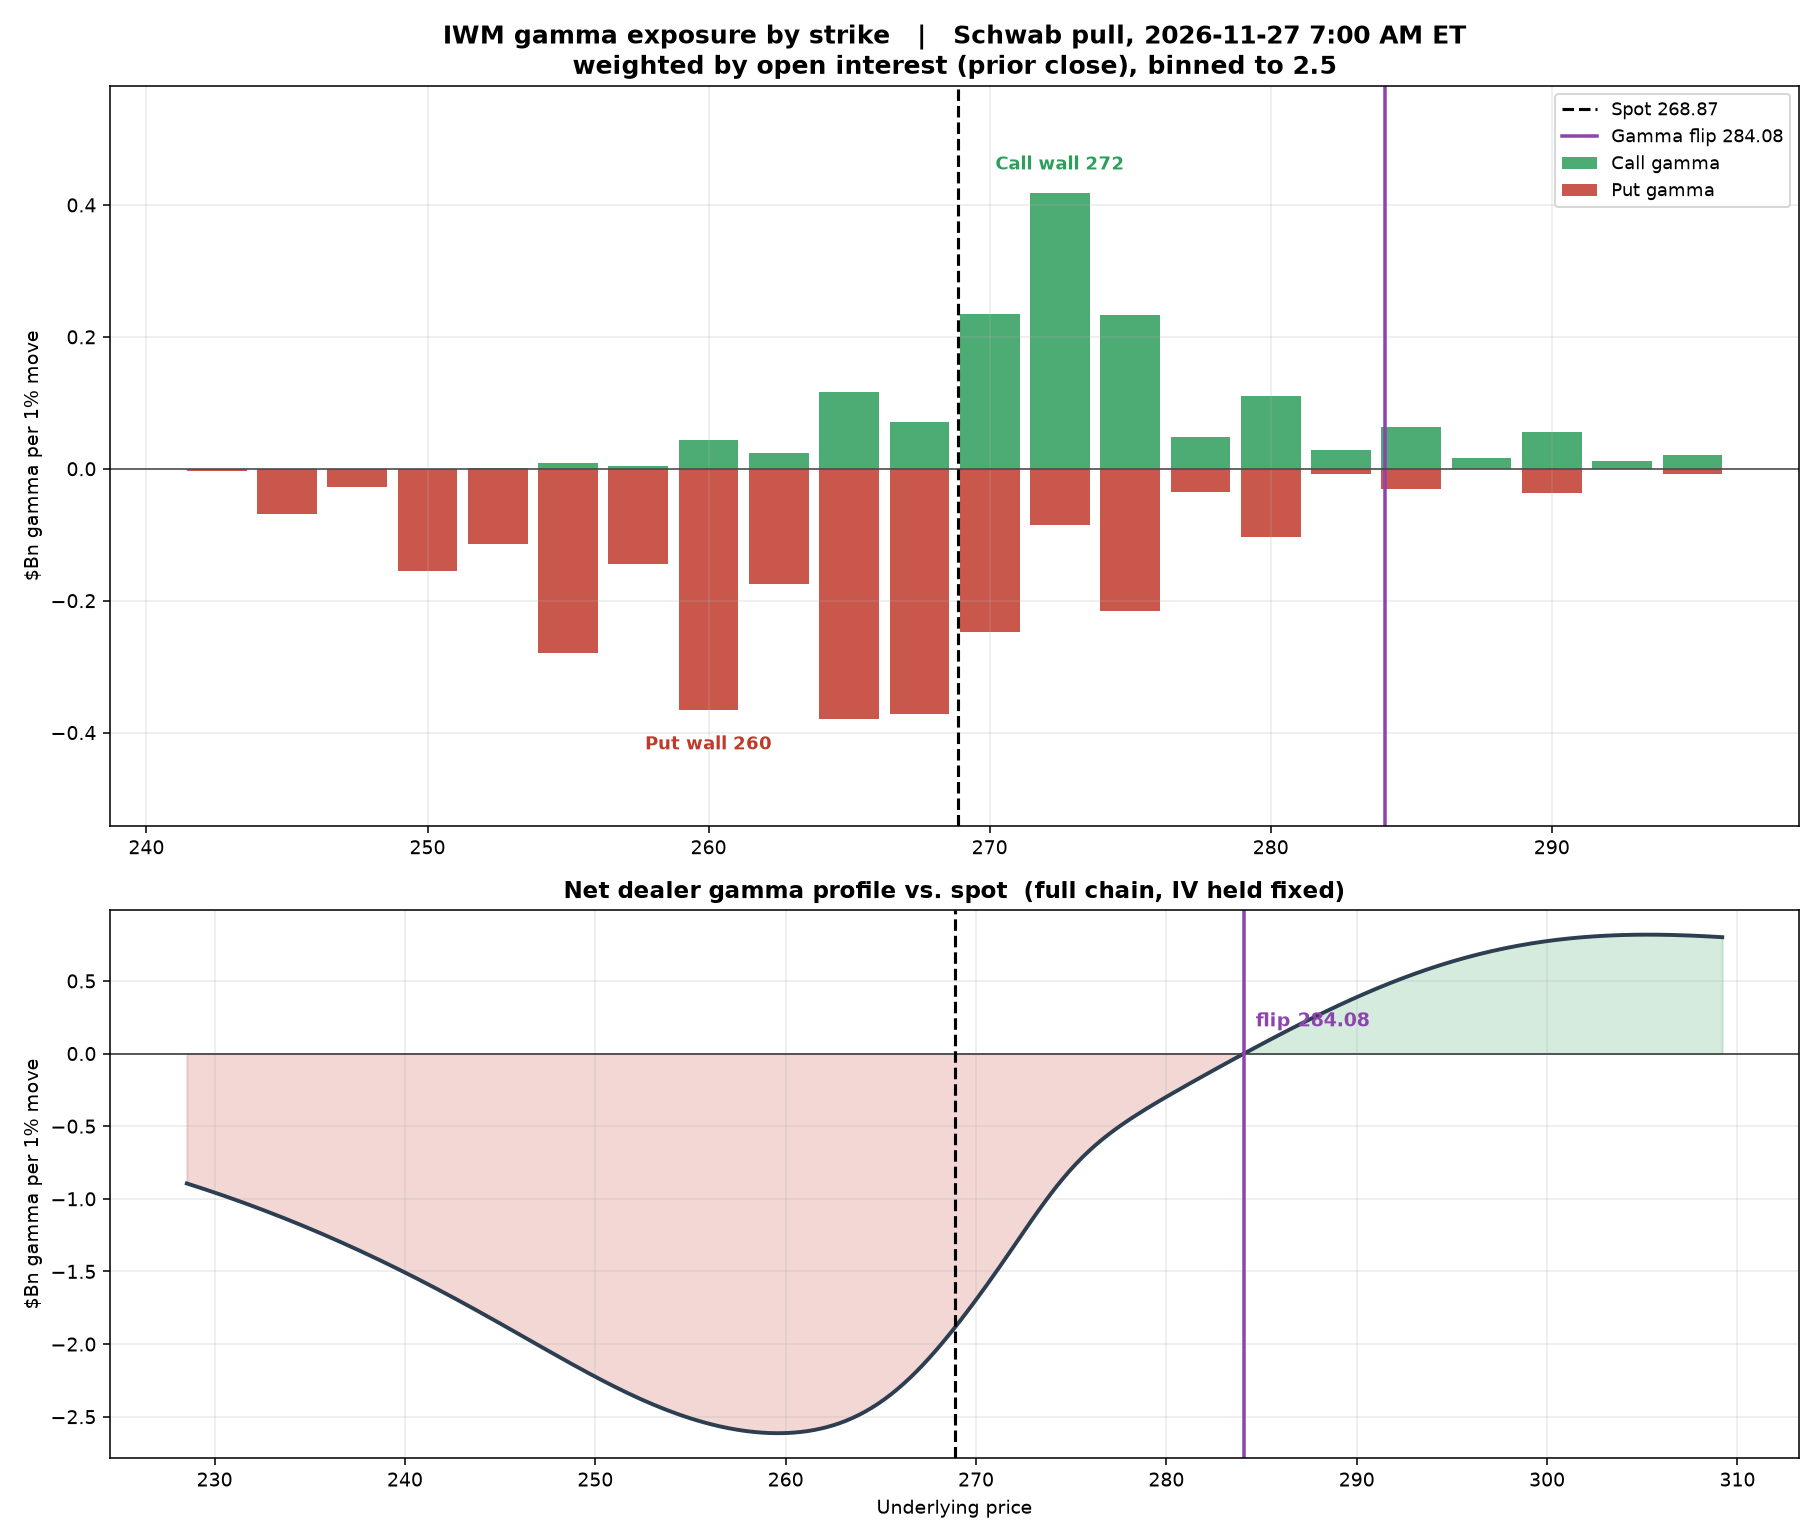 IWM gamma exposure by strike | Schwab pull, 2026-11-27 7:00 AM ET
weighted by open interest (prior close), binned to 2.5
Spot 268.87
Gamma flip 284.08
Call gamma
Put gamma
Call wall 272
Put wall 260
$Bn gamma per 1% move
0.4
0.2
0.0
−0.2
−0.4
240 250 260 270 280 290
Net dealer gamma profile vs. spot (full chain, IV held fixed)
flip 284.08
$Bn gamma per 1% move
0.5
0.0
−0.5
−1.0
−1.5
−2.0
−2.5
230 240 250 260 270 280 290 300 310
Underlying price